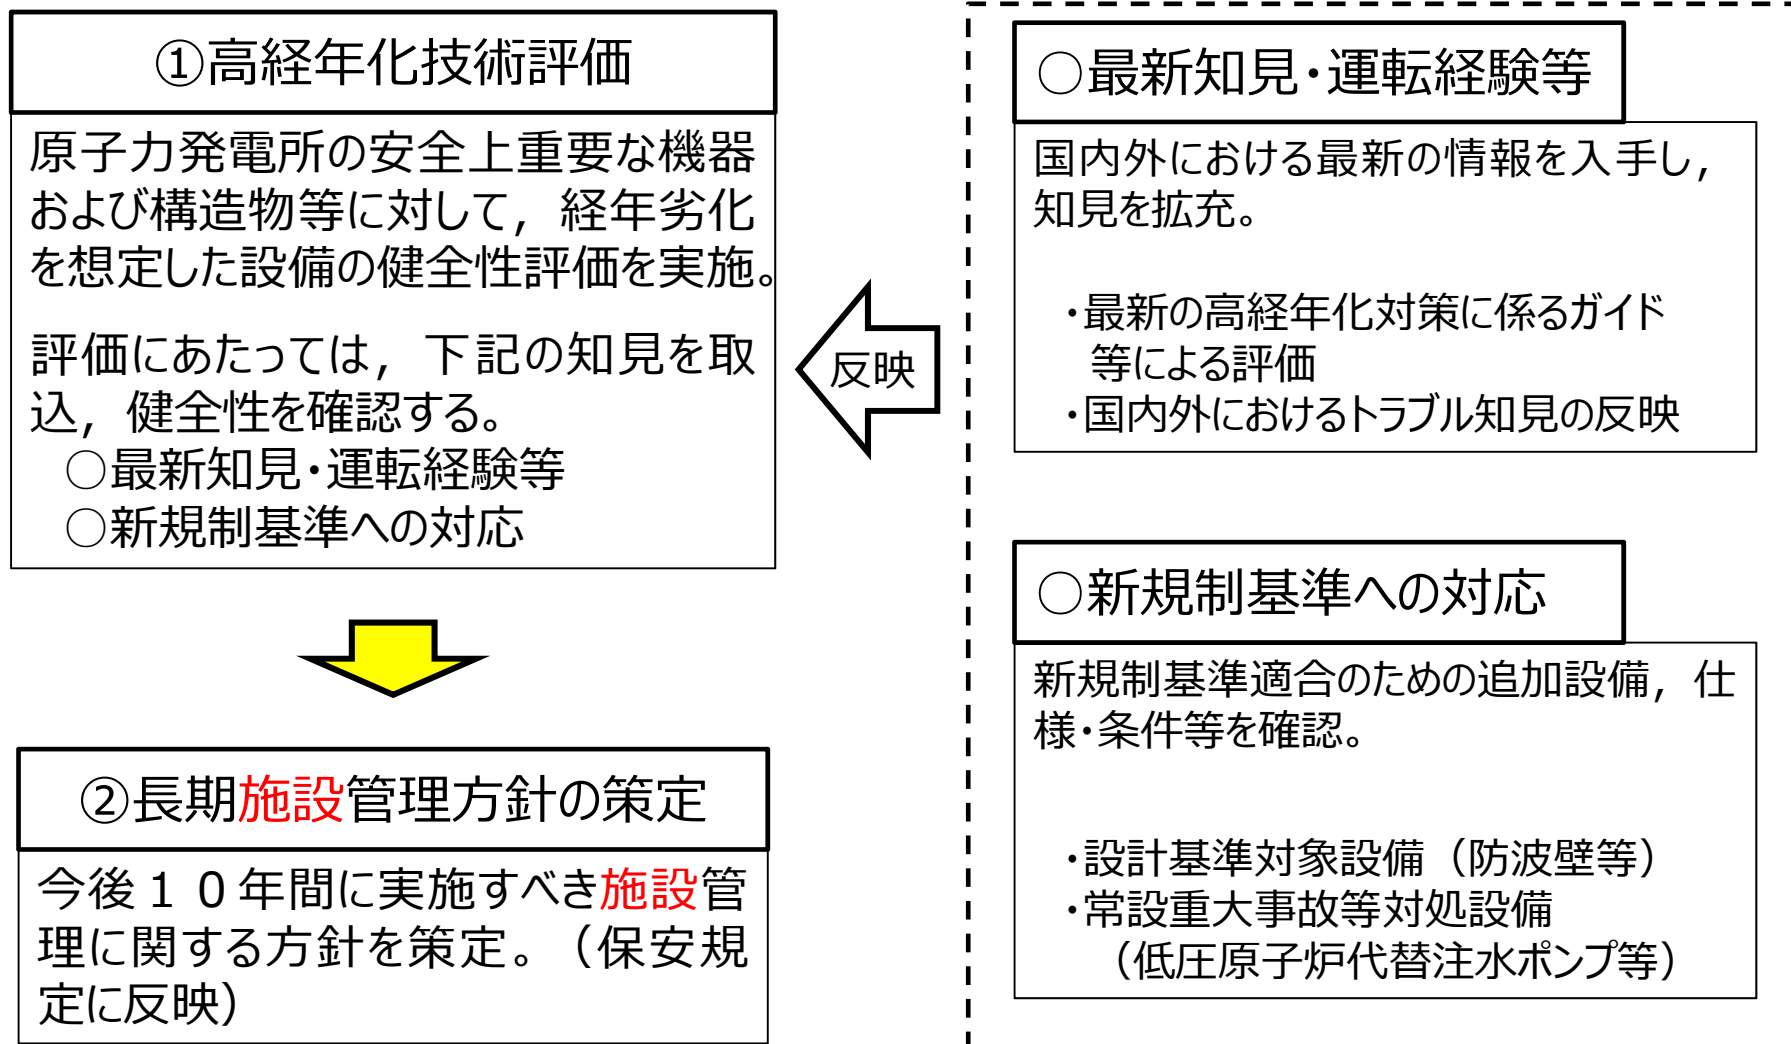 ①高経年化技術評価
原子力発電所の安全上重要な機器
および構造物等に対して，経年劣化
を想定した設備の健全性評価を実施。
評価にあたっては，下記の知見を取
込，健全性を確認する。
○最新知見・運転経験等
○新規制基準への対応
反映
②長期施設管理方針の策定
今後１０年間に実施すべき施設管
理に関する方針を策定。（保安規
定に反映）
○最新知見・運転経験等
国内外における最新の情報を入手し，
知見を拡充。
・最新の高経年化対策に係るガイド
等による評価
・国内外におけるトラブル知見の反映
○新規制基準への対応
新規制基準適合のための追加設備，仕
様・条件等を確認。
・設計基準対象設備（防波壁等）
・常設重大事故等対処設備
（低圧原子炉代替注水ポンプ等）